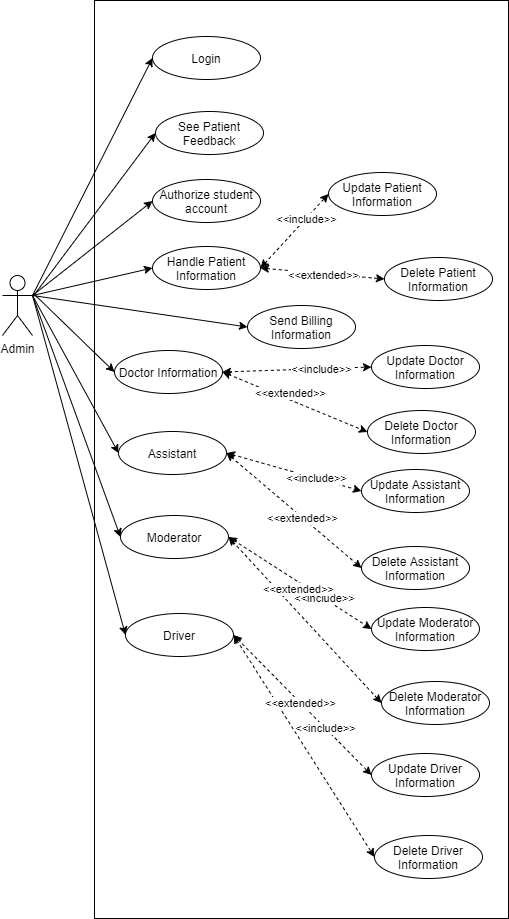 Login
See Patient
Feedback
Authorize student
account
Update Patient
Information
<<include>>
Handle Patient
Information
<<extended>>
Delete Patient
Information
Admin
Send Billing
Information
Doctor Information
<<include>>
Update Doctor
Information
<<extended>>
Delete Doctor
Information
Assistant
<<include>>
Update Assistant
Information
<<extended>>
Delete Assistant
Information
Moderator
<<extended>>
<<include>>
Update Moderator
Information
Driver
Delete Moderator
Information
<<extended>>
<<include>>
Update Driver
Information
Delete Driver
Information